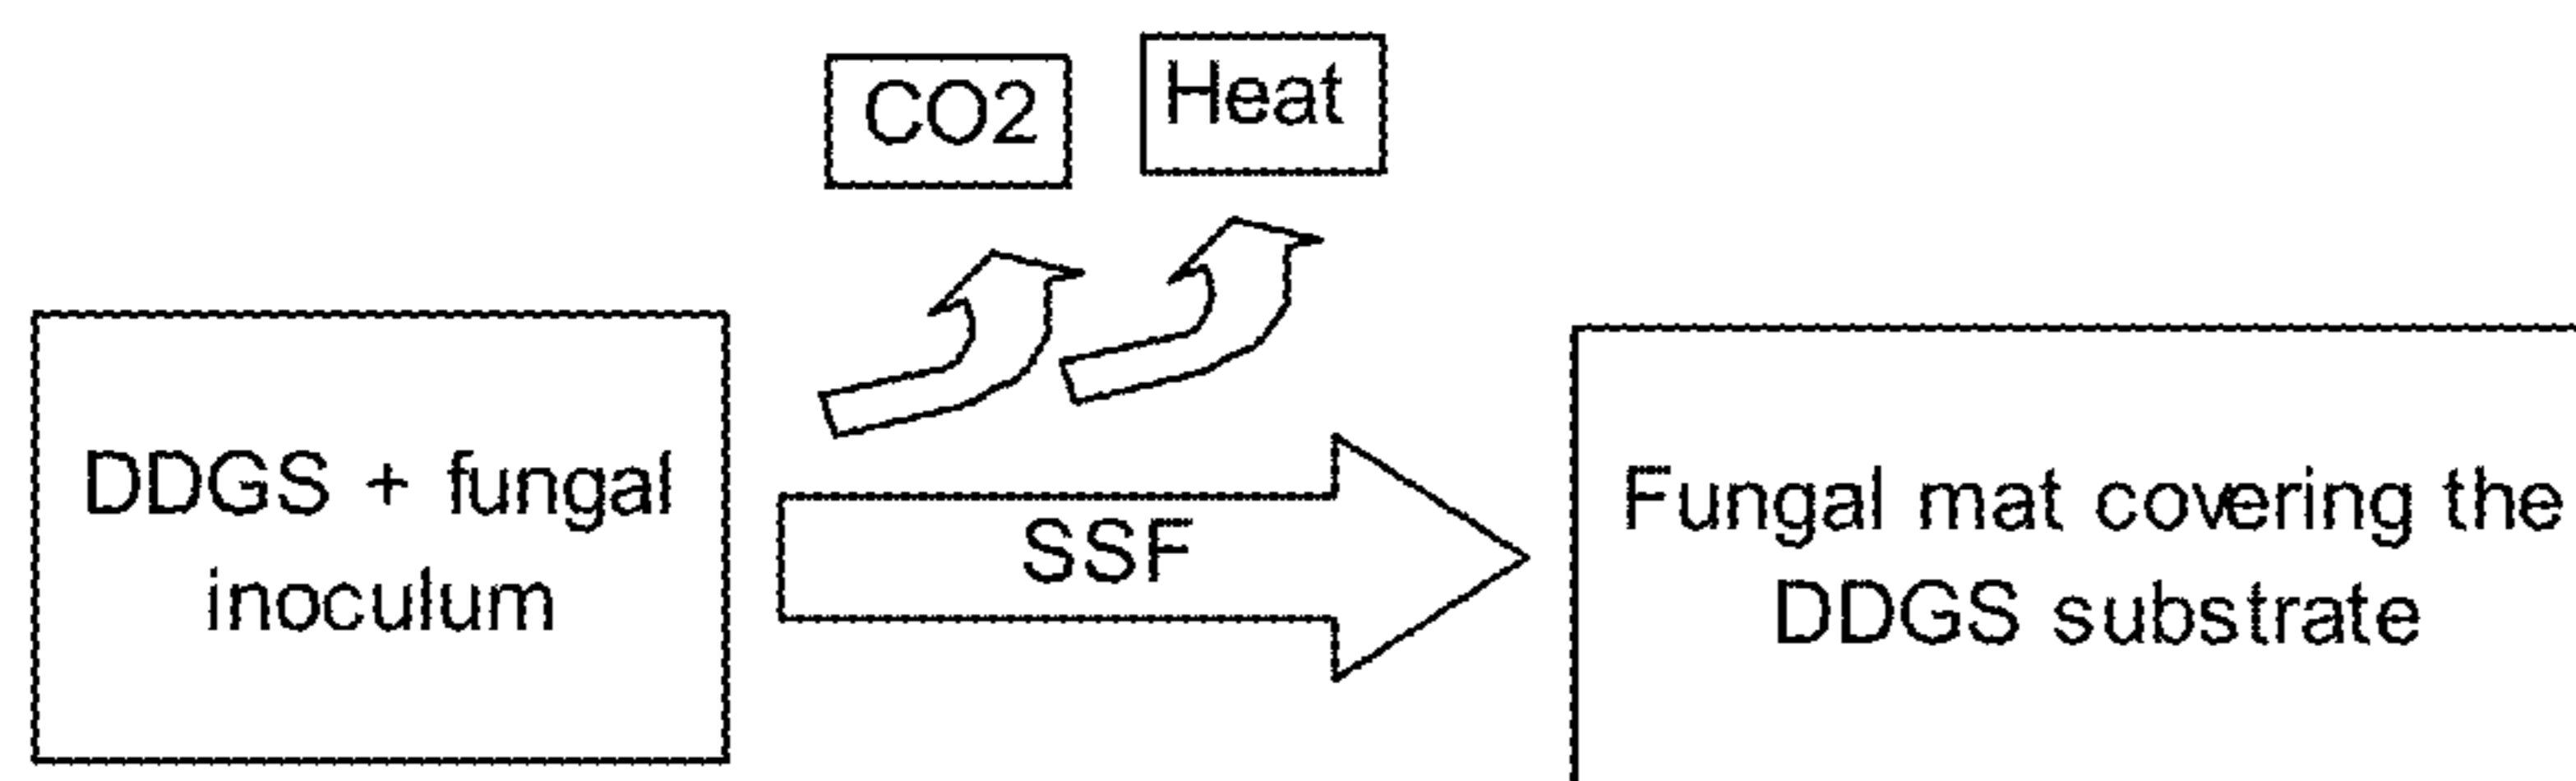 CO2
Heat
DDGS + fungal
inoculum
SSF
Fungal mat covering the
DDGS substrate